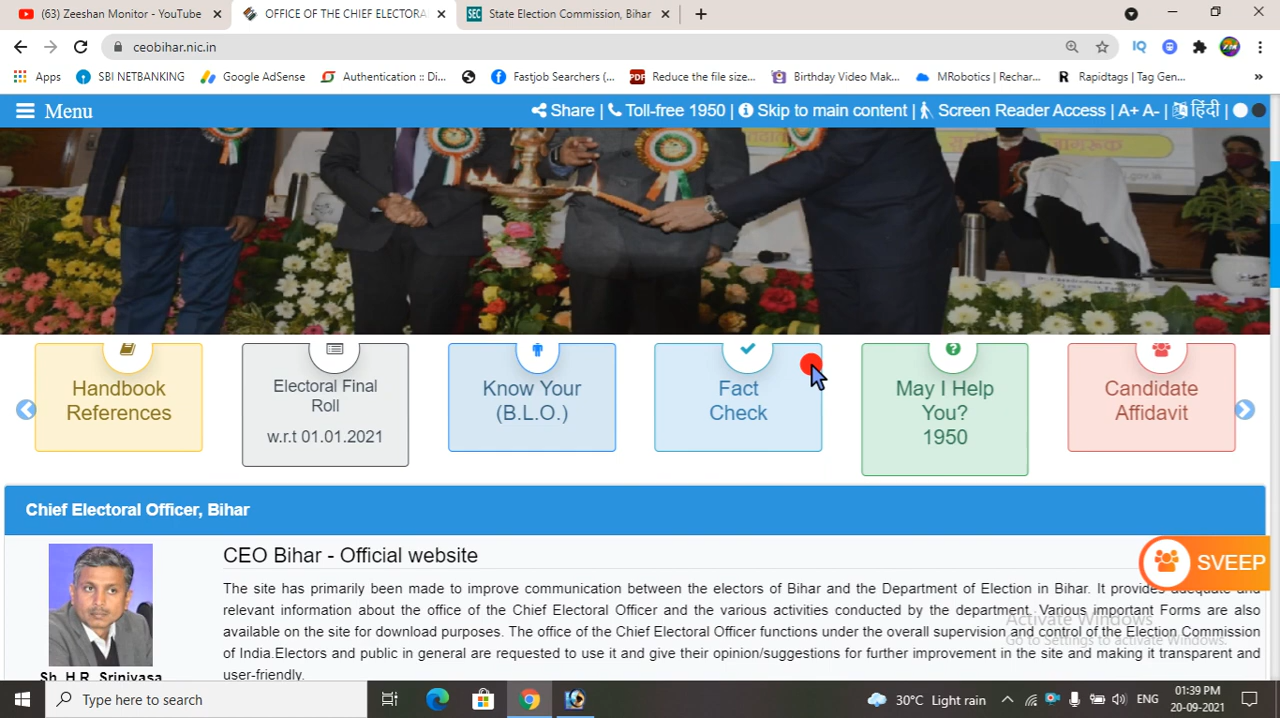 (63) Zeeshan Monitor - YouTube
OFFICE OF THE CHIEF ELECTORA
SEC
State Election Commission, Bihar
ceobihar.nic.in
IQ
Apps
SBI NETBANKING
Google AdSense
Authentication :: Di...
Fastjob Searchers (...
PDF
Reduce the file size...
Birthday Video Mak...
MRobotics | Rechar...
R
Rapidtags | Tag Gen...
»
Menu
Share | Toll-free 1950 | Skip to main content | Screen Reader Access | A+ A- | हिंदी |
Handbook
References
Electoral Final
Roll
w.r.t 01.01.2021
Know Your
(B.L.O.)
Fact
Check
May I Help
You?
1950
Candidate
Affidavit
Chief Electoral Officer, Bihar
CEO Bihar - Official website
SVEEP
The site has primarily been made to improve communication between the electors of Bihar and the Department of Election in Bihar. It provides adequate and
relevant information about the office of the Chief Electoral Officer and the various activities conducted by the department. Various important Forms are also
available on the site for download purposes. The office of the Chief Electoral Officer functions under the overall supervision and control of the Election Commission
of India.Electors and public in general are requested to use it and give their opinion/suggestions for further improvement in the site and making it transparent and
user-friendly.
Sh. H.R. Srinivasa
Activate Windows
Go to Settings to activate Windows.
Type here to search
30°C Light rain
ENG
01:39 PM
20-09-2021